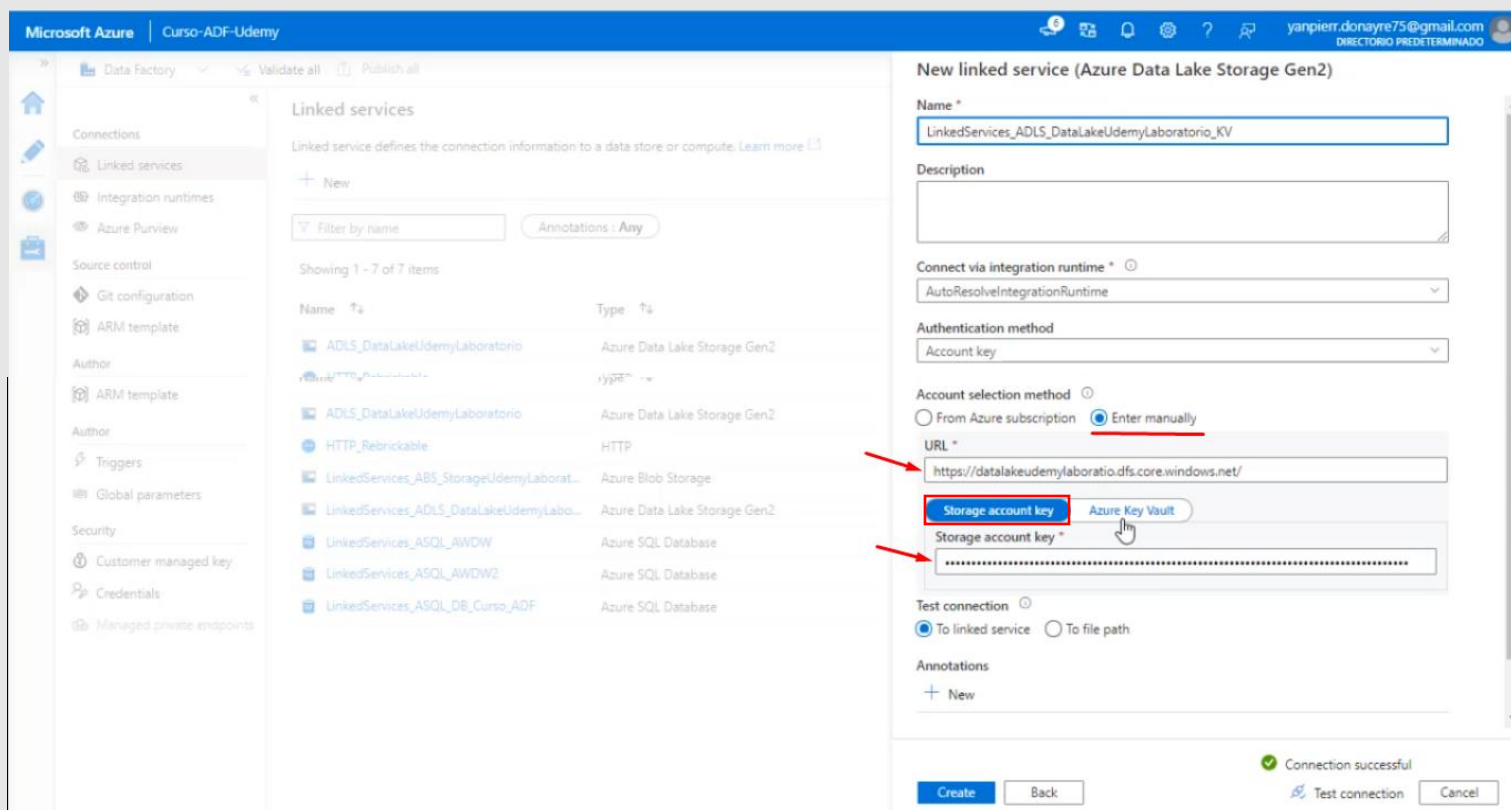 Microsoft Azure | Curso-ADF-Udemy
6
yanpierr.donayre75@gmail.com
DIRECTORIO PREDETERMINADO
Data Factory
Validate all
Publish all
Connections
Linked services
Integration runtimes
Azure Purview
Source control
Git configuration
ARM template
Author
ARM template
Author
Triggers
Global parameters
Security
Customer managed key
Credentials
Managed private endpoints
Linked services
Linked service defines the connection information to a data store or compute. Learn more
New
Filter by name
Annotations : Any
Showing 1 - 7 of 7 items
Name Type
ADLS_DataLakeUdemyLaboratorio Azure Data Lake Storage Gen2
ADLS_DataLakeUdemyLaboratorio Azure Data Lake Storage Gen2
HTTP_Rebrickable HTTP
LinkedServices_ABS_StorageUdemyLaborat... Azure Blob Storage
LinkedServices_ADLS_DataLakeUdemyLabo... Azure Data Lake Storage Gen2
LinkedServices_ASQL_AWDW Azure SQL Database
LinkedServices_ASQL_AWDW2 Azure SQL Database
LinkedServices_ASQL_DB_Curso_ADF Azure SQL Database
New linked service (Azure Data Lake Storage Gen2)
Name *
LinkedServices_ADLS_DataLakeUdemyLaboratorio_KV
Description
Connect via integration runtime *
AutoResolveIntegrationRuntime
Authentication method
Account key
Account selection method
From Azure subscription Enter manually
URL *
https://datalakeudemylaboratio.dfs.core.windows.net/
Storage account key Azure Key Vault
Storage account key *
Test connection
To linked service To file path
Annotations
New
Connection successful
Create Back Test connection Cancel